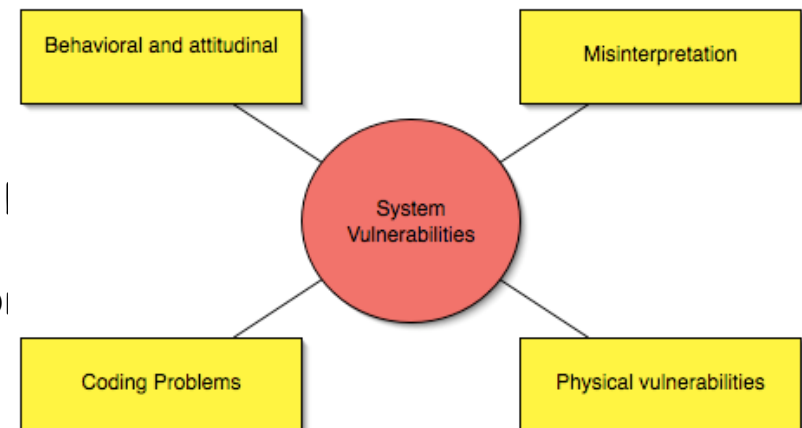 Behavioral and attitudinal
Misinterpretation
System
Vulnerabilities
Coding Problems
Physical vulnerabilities